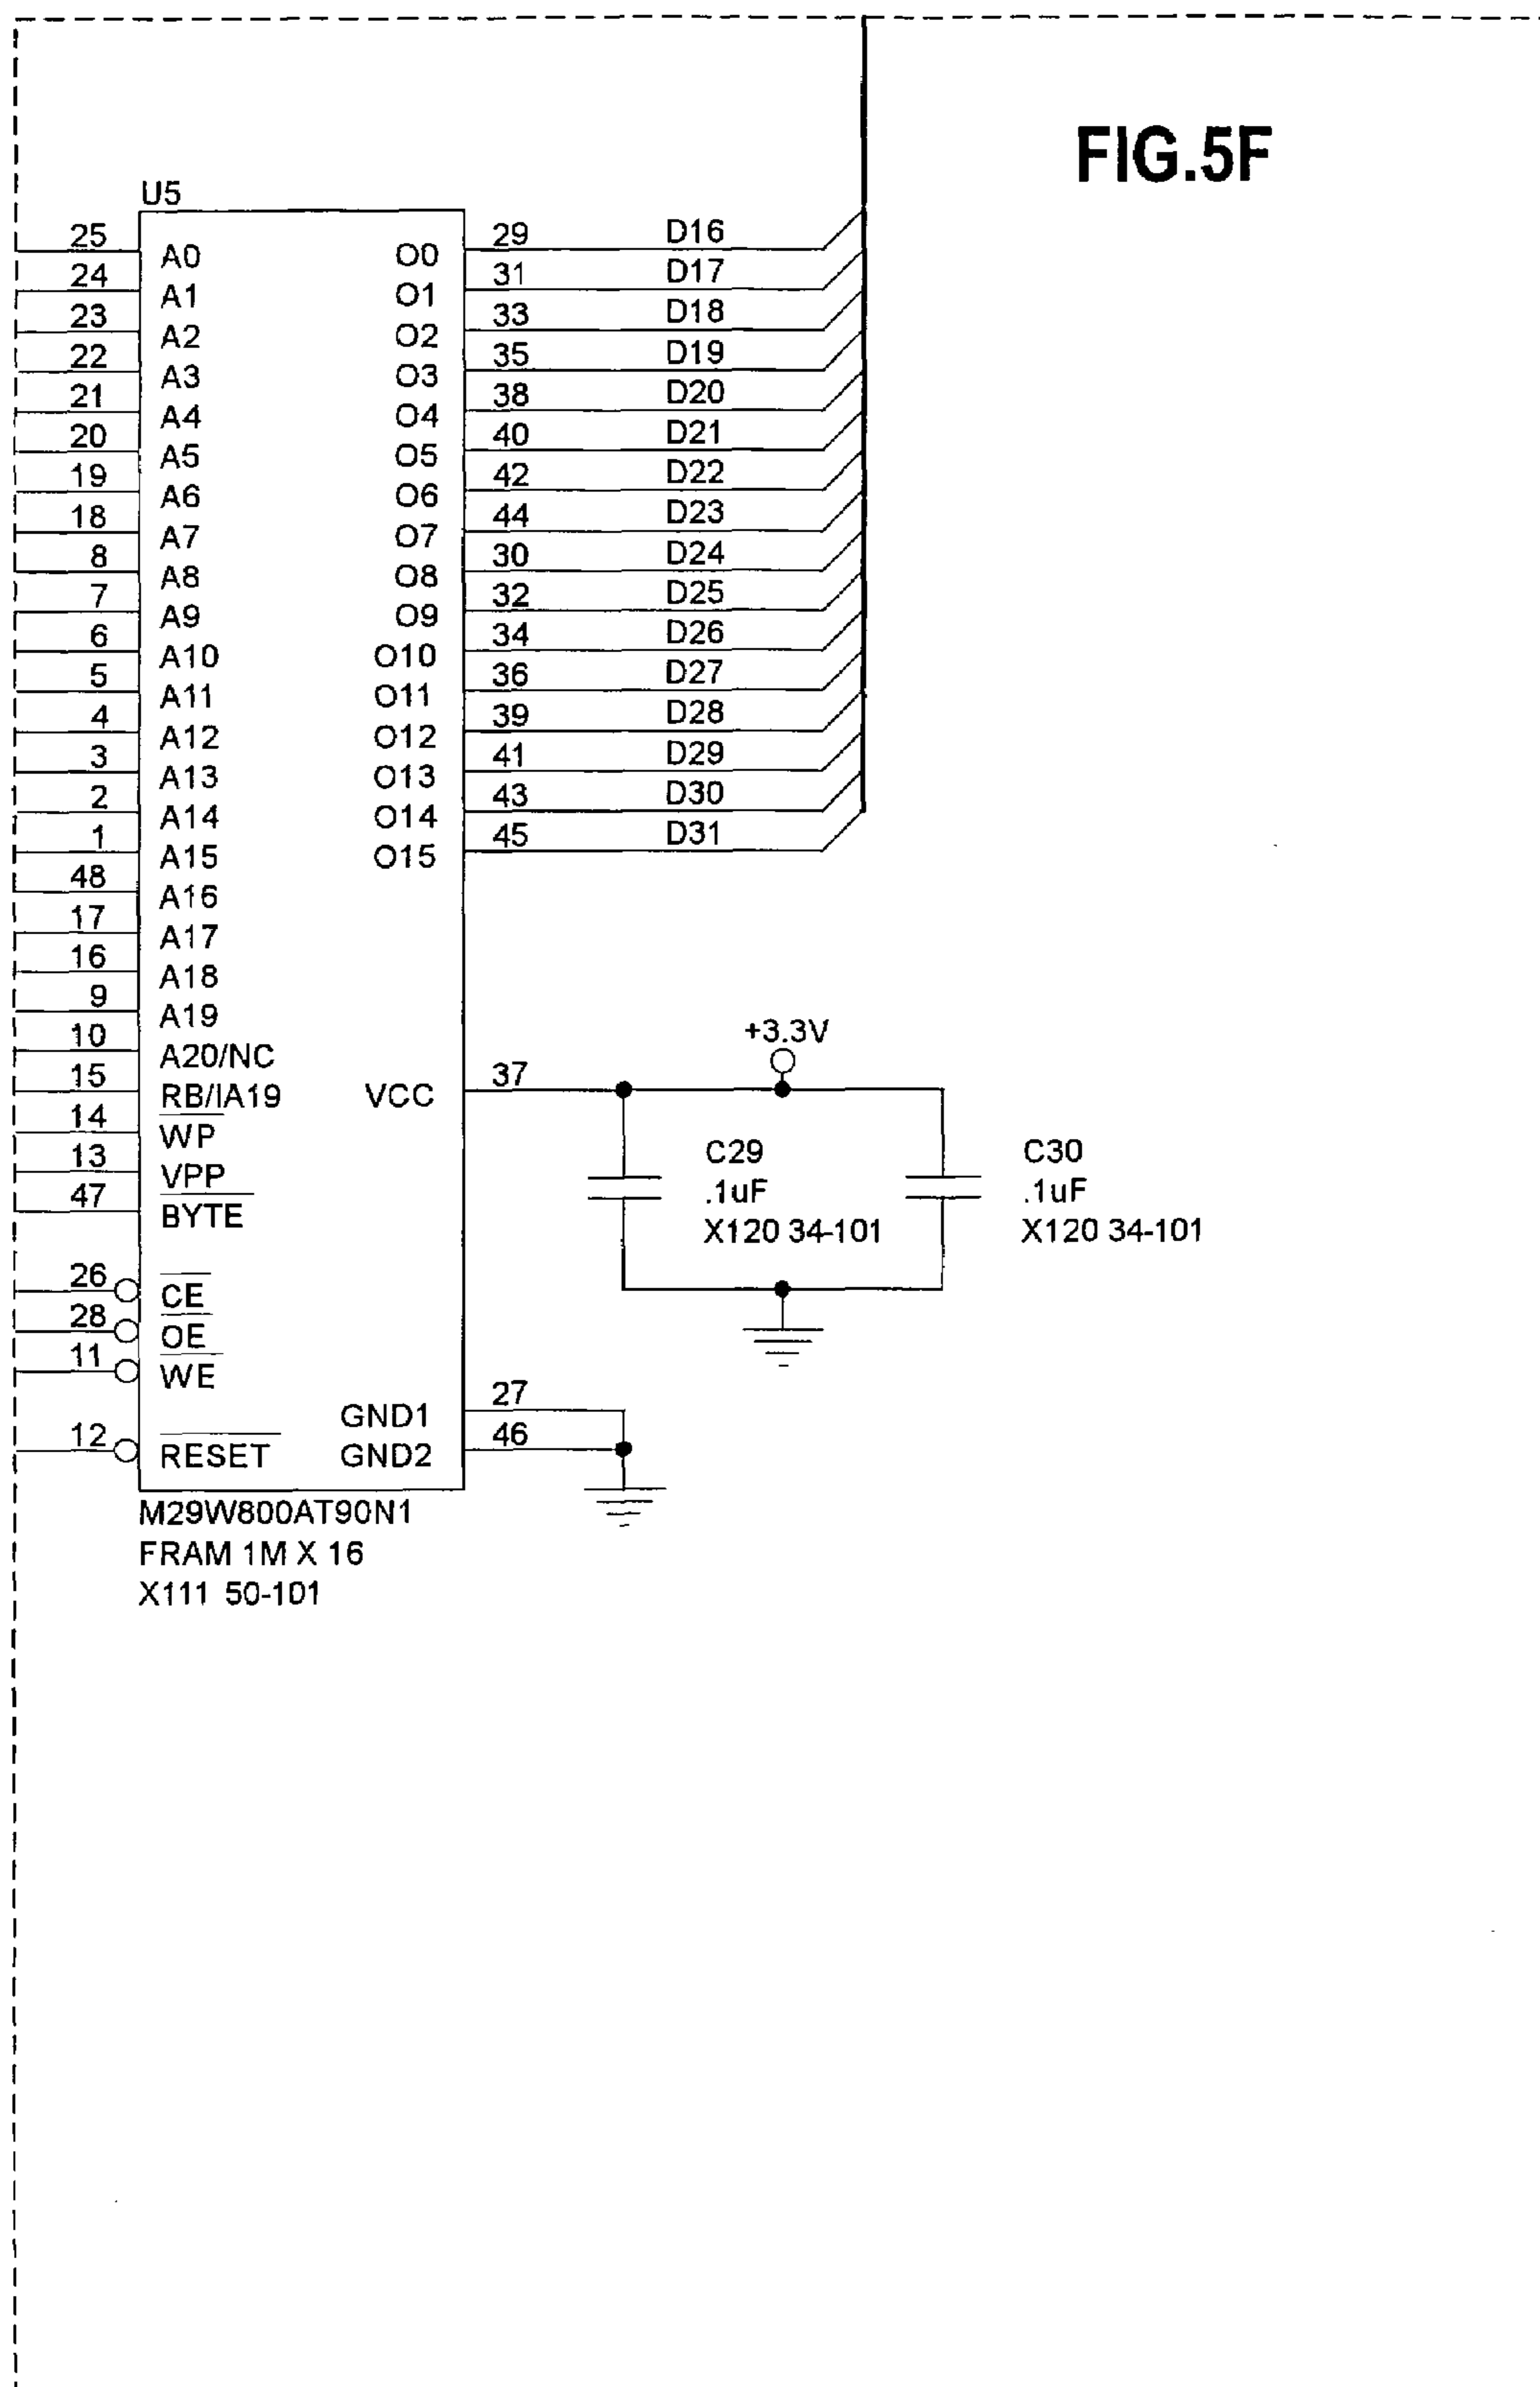 FIG.5F
U5
25 A0 O0 29 D16
24 A1 O1 31 D17
23 A2 O2 33 D18
22 A3 O3 35 D19
21 A4 O4 38 D20
20 A5 O5 40 D21
19 A6 O6 42 D22
18 A7 O7 44 D23
8 A8 O8 30 D24
7 A9 O9 32 D25
6 A10 O10 34 D26
5 A11 O11 36 D27
4 A12 O12 39 D28
3 A13 O13 41 D29
2 A14 O14 43 D30
1 A15 O15 45 D31
48 A16
17 A17
16 A18
9 A19
10 A20/NC
+3.3V
15 RB/IA19 VCC 37
14 WP
13 VPP
47 BYTE
C29
.1uF
X120 34-101
C30
.1uF
X120 34-101
26 CE
28 OE
11 WE
GND1 27
12 RESET GND2 46
M29W800AT90N1
FRAM 1M X 16
X111 50-101